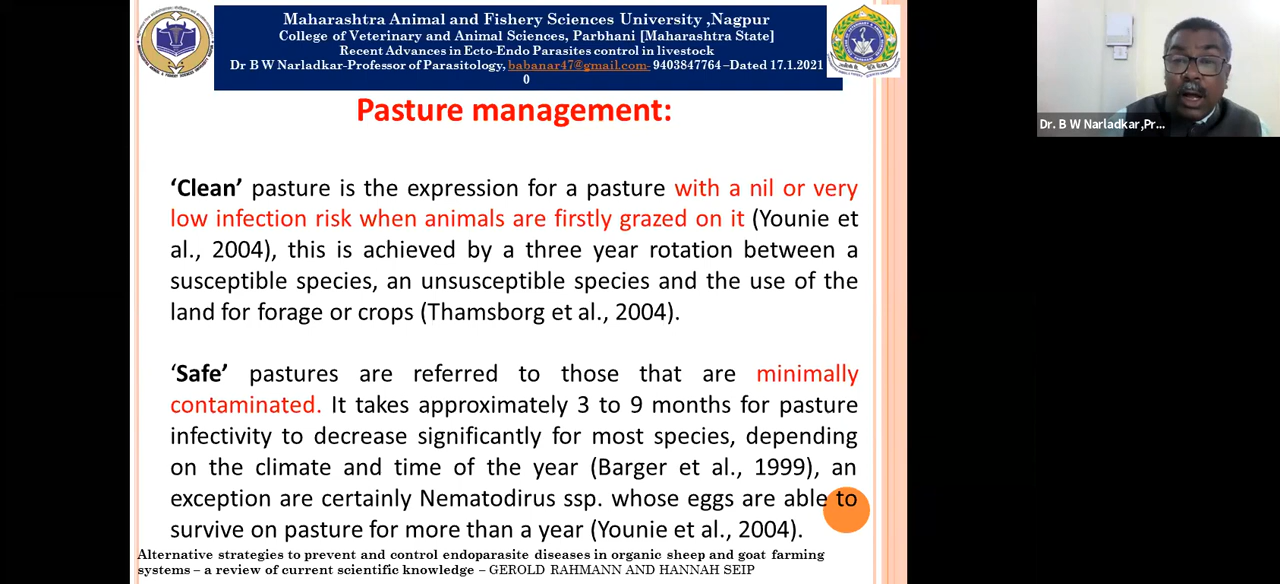 Maharashtra Animal and Fishery Sciences University ,Nagpur
College of Veterinary and Animal Sciences, Parbhani [Maharashtra State]
Recent Advances in Ecto-Endo Parasites control in livestock
Dr B W Narladkar-Professor of Parasitology, babanar47@gmail.com- 9403847764 –Dated 17.1.2021
0
Pasture management:
Dr. B W Narladkar,Pr...
‘Clean’ pasture is the expression for a pasture with a nil or very
low infection risk when animals are firstly grazed on it (Younie et
al., 2004), this is achieved by a three year rotation between a
susceptible species, an unsusceptible species and the use of the
land for forage or crops (Thamsborg et al., 2004).
‘Safe’ pastures are referred to those that are minimally
contaminated. It takes approximately 3 to 9 months for pasture
infectivity to decrease significantly for most species, depending
on the climate and time of the year (Barger et al., 1999), an
exception are certainly Nematodirus ssp. whose eggs are able to
survive on pasture for more than a year (Younie et al., 2004).
Alternative strategies to prevent and control endoparasite diseases in organic sheep and goat farming
systems – a review of current scientific knowledge – GEROLD RAHMANN AND HANNAH SEIP